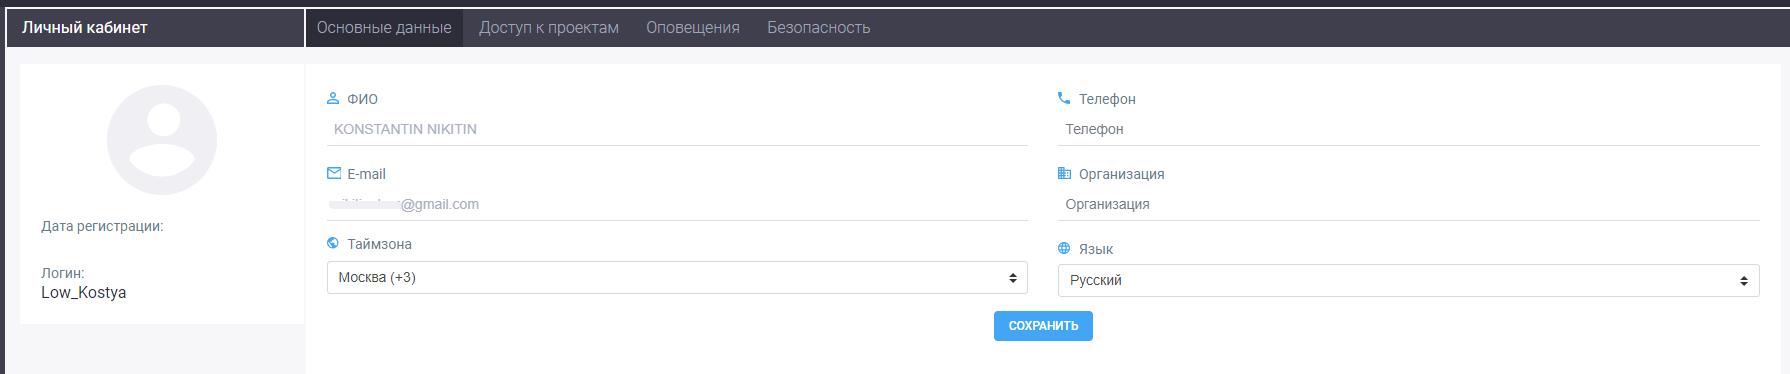 Личный кабинет
Основные данные Доступ к проектам Оповещения Безопасность
Дата регистрации:
Логин:
Low_Kostya
ФИО
KONSTANTIN NIKITIN
E-mail
@gmail.com
Таймзона
Москва (+3)
Телефон
Телефон
Организация
Организация
Язык
Русский
СОХРАНИТЬ